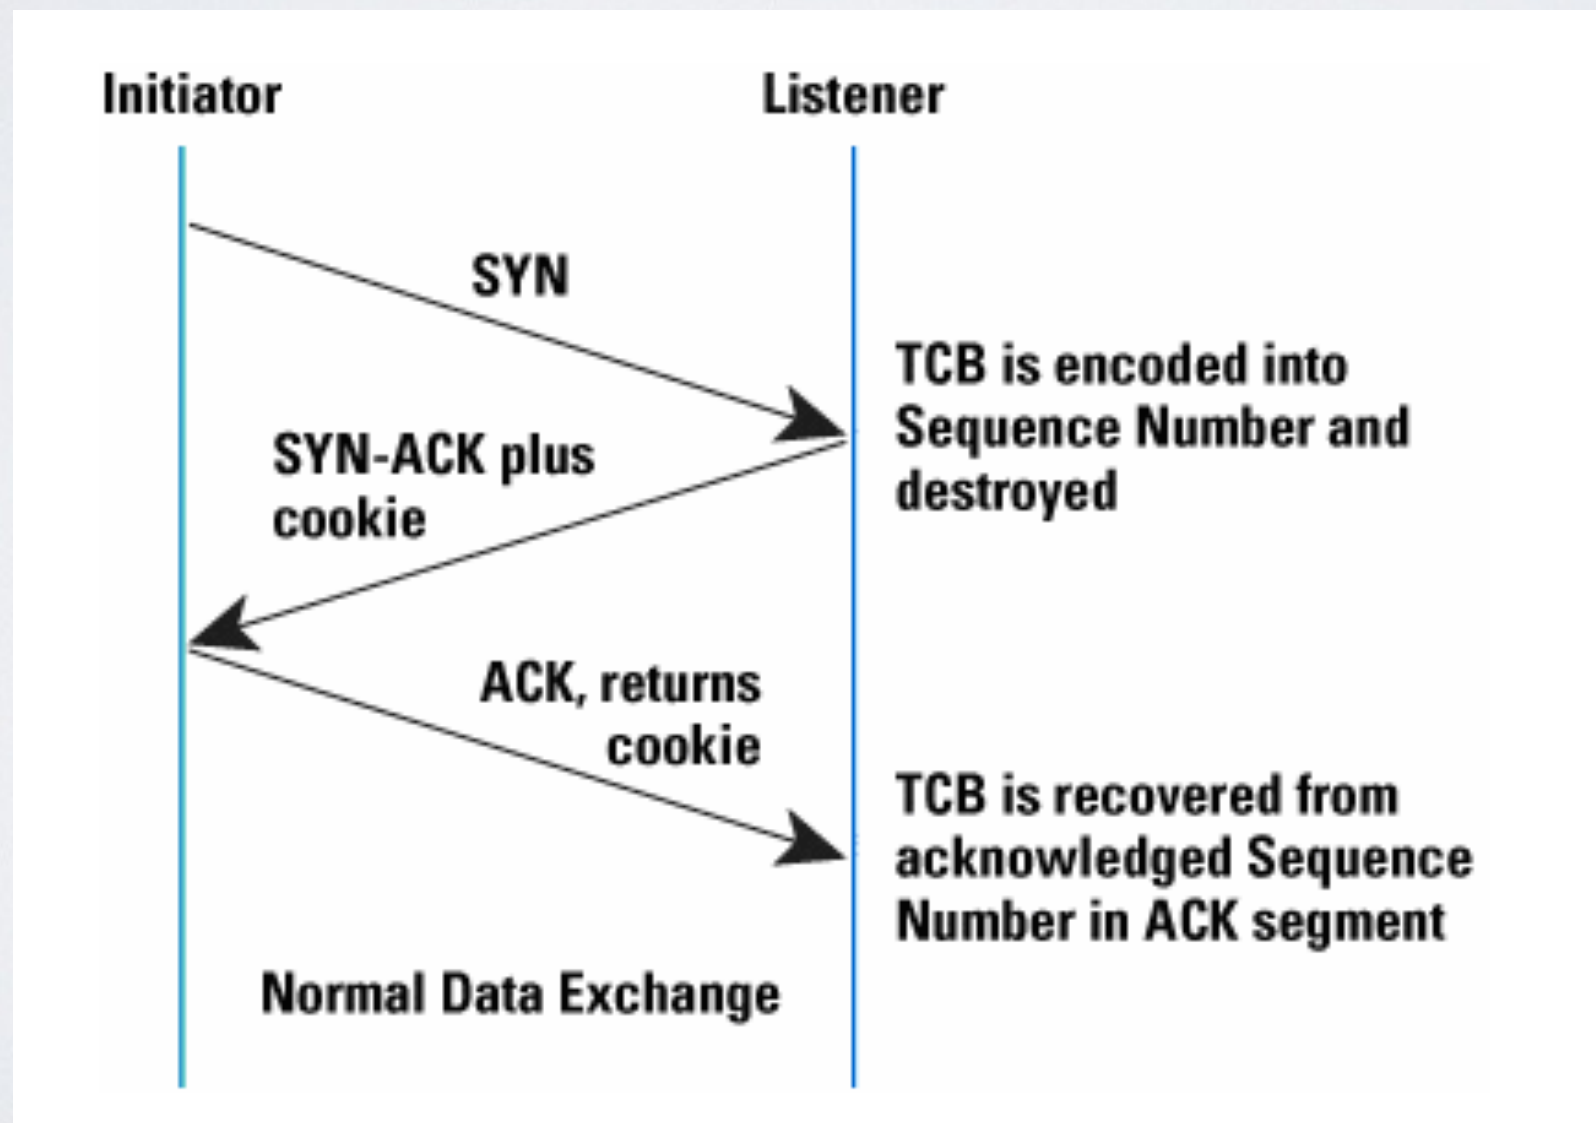 Initiator
Listener
SYN
TCB is encoded into
Sequence Number and
destroyed
SYN-ACK plus
cookie
ACK, returns
cookie
TCB is recovered from
acknowledged Sequence
Number in ACK segment
Normal Data Exchange